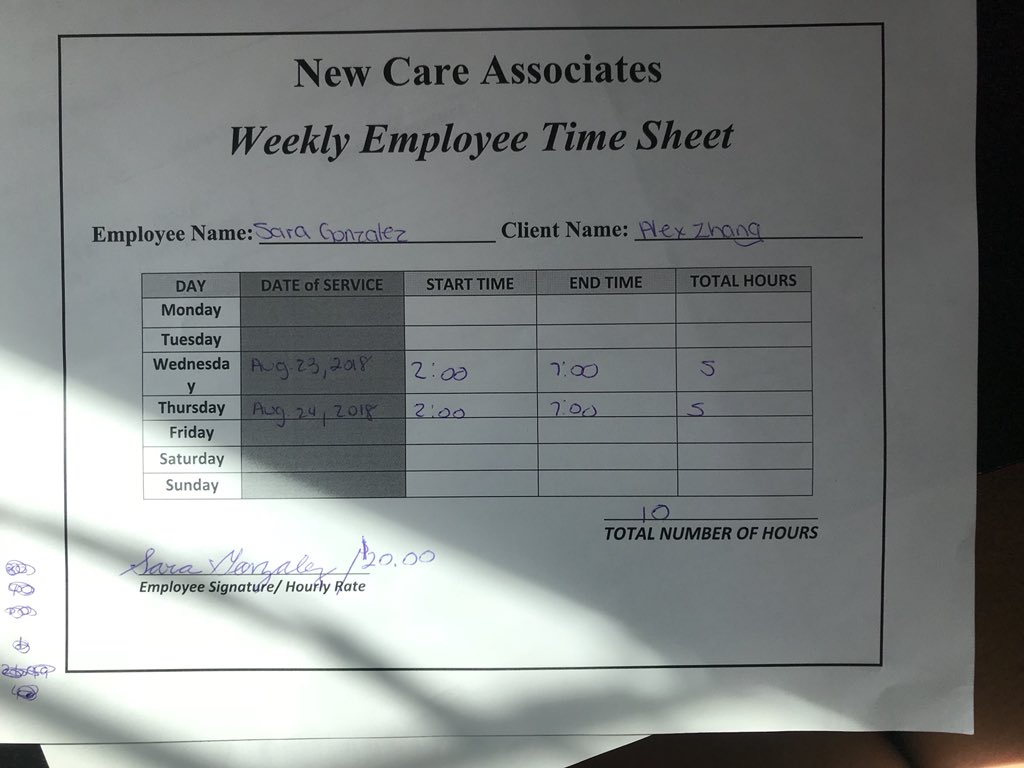 New Care Associates
Weekly Employee Time Sheet
Employee Name: Sara Gonzalez Client Name: Alex Zhang
DAY DATE of SERVICE START TIME END TIME TOTAL HOURS
Monday
Tuesday
Wednesda
y Aug. 23, 2018 2:00 7:00 5
Thursday Aug 24, 2018 2:00 7:00 5
Friday
Saturday
Sunday
10
TOTAL NUMBER OF HOURS
Sara Gonzalez /$20.00
Employee Signature/ Hourly Rate